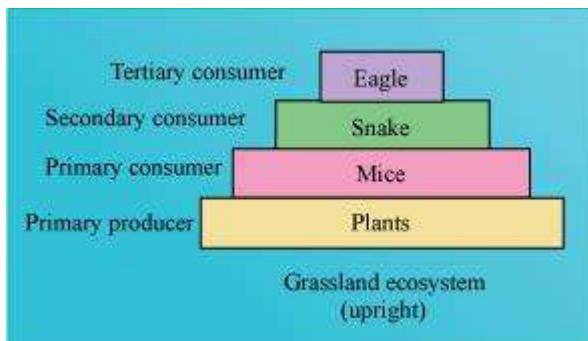 Tertiary consumer Eagle
Secondary consumer Snake
Primary consumer Mice
Primary producer Plants
Grassland ecosystem
(upright)